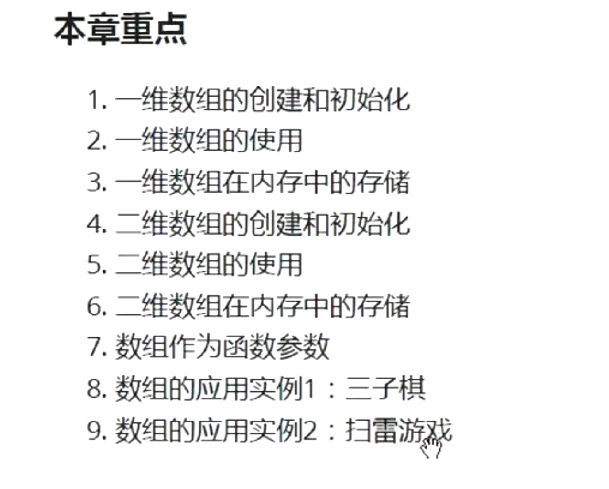 本章重点
1. 一维数组的创建和初始化
2. 一维数组的使用
3. 一维数组在内存中的存储
4. 二维数组的创建和初始化
5. 二维数组的使用
6. 二维数组在内存中的存储
7. 数组作为函数参数
8. 数组的应用实例1：三子棋
9. 数组的应用实例2：扫雷游戏